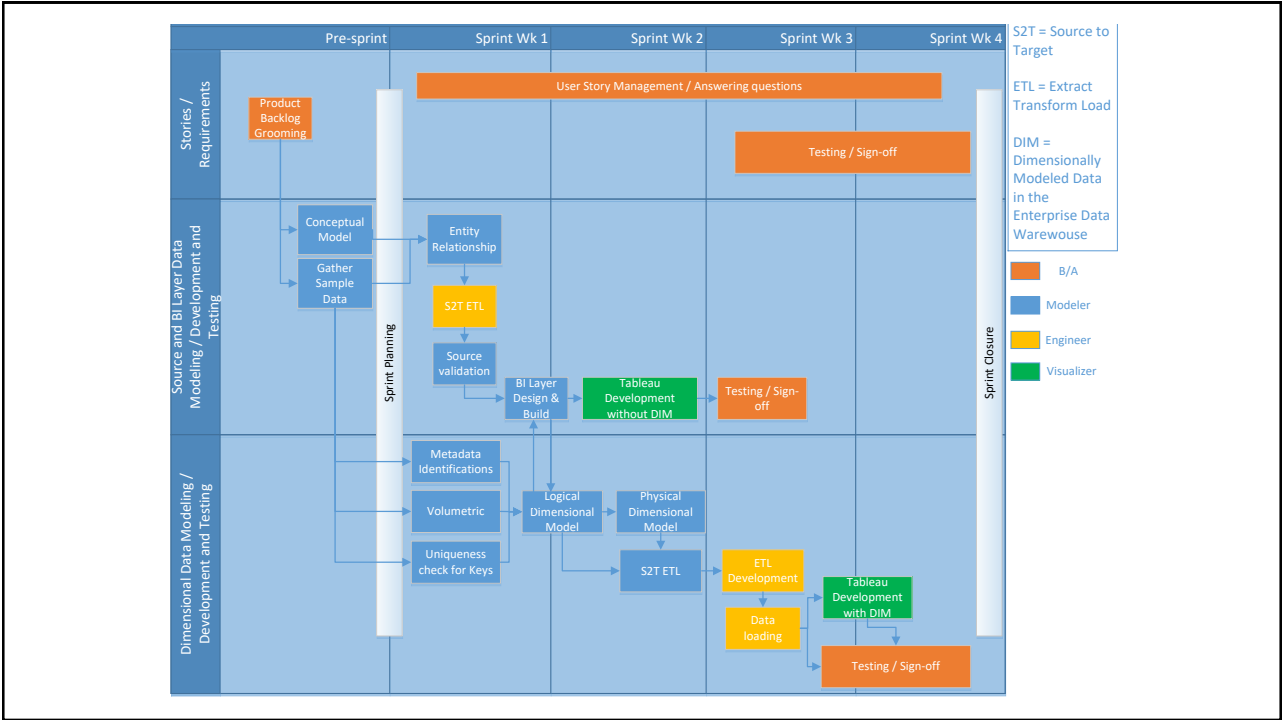 Pre-sprint
Sprint Wk 1
Sprint Wk 2
Sprint Wk 3
Sprint Wk 4
Stories /
Requirements
User Story Management / Answering questions
Product
Backlog
Grooming
Testing / Sign-off
Sprint Planning
Sprint Closure
Source and BI Layer Data
Modeling / Development and
Testing
Conceptual
Model
Gather
Sample
Data
Entity
Relationship
S2T ETL
Source
validation
BI Layer
Design &
Build
Tableau
Development
without DIM
Testing / Sign-
off
Dimensional Data Modeling /
Development and Testing
Metadata
Identifications
Volumetric
Uniqueness
check for Keys
Logical
Dimensional
Model
Physical
Dimensional
Model
S2T ETL
ETL
Development
Data
loading
Tableau
Development
with DIM
Testing / Sign-off
S2T = Source to
Target
ETL = Extract
Transform Load
DIM =
Dimensionally
Modeled Data
in the
Enterprise Data
Warewouse
B/A
Modeler
Engineer
Visualizer